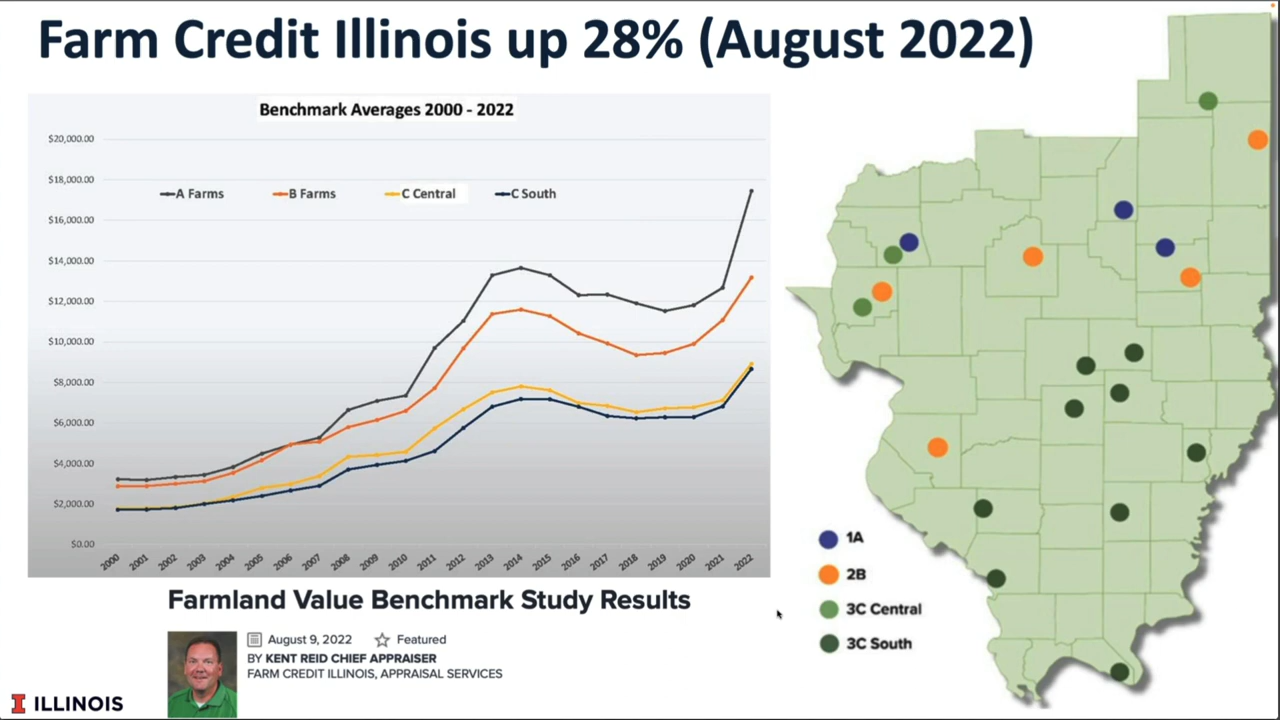 Farm Credit Illinois up 28% (August 2022)
Benchmark Averages 2000 - 2022
$20,000.00
$18,000.00
A Farms
B Farms
C Central
C South
$16,000.00
$14,000.00
$12,000.00
$10,000.00
$8,000.00
$6,000.00
$4,000.00
$2,000.00
$0.00
2000
2001
2002
2003
2004
2005
2006
2007
2008
2009
2010
2011
2012
2013
2014
2015
2016
2017
2018
2019
2020
2021
2022
1A
2B
3C Central
3C South
Farmland Value Benchmark Study Results
August 9, 2022
Featured
BY KENT REID CHIEF APPRAISER
FARM CREDIT ILLINOIS, APPRAISAL SERVICES
I ILLINOIS